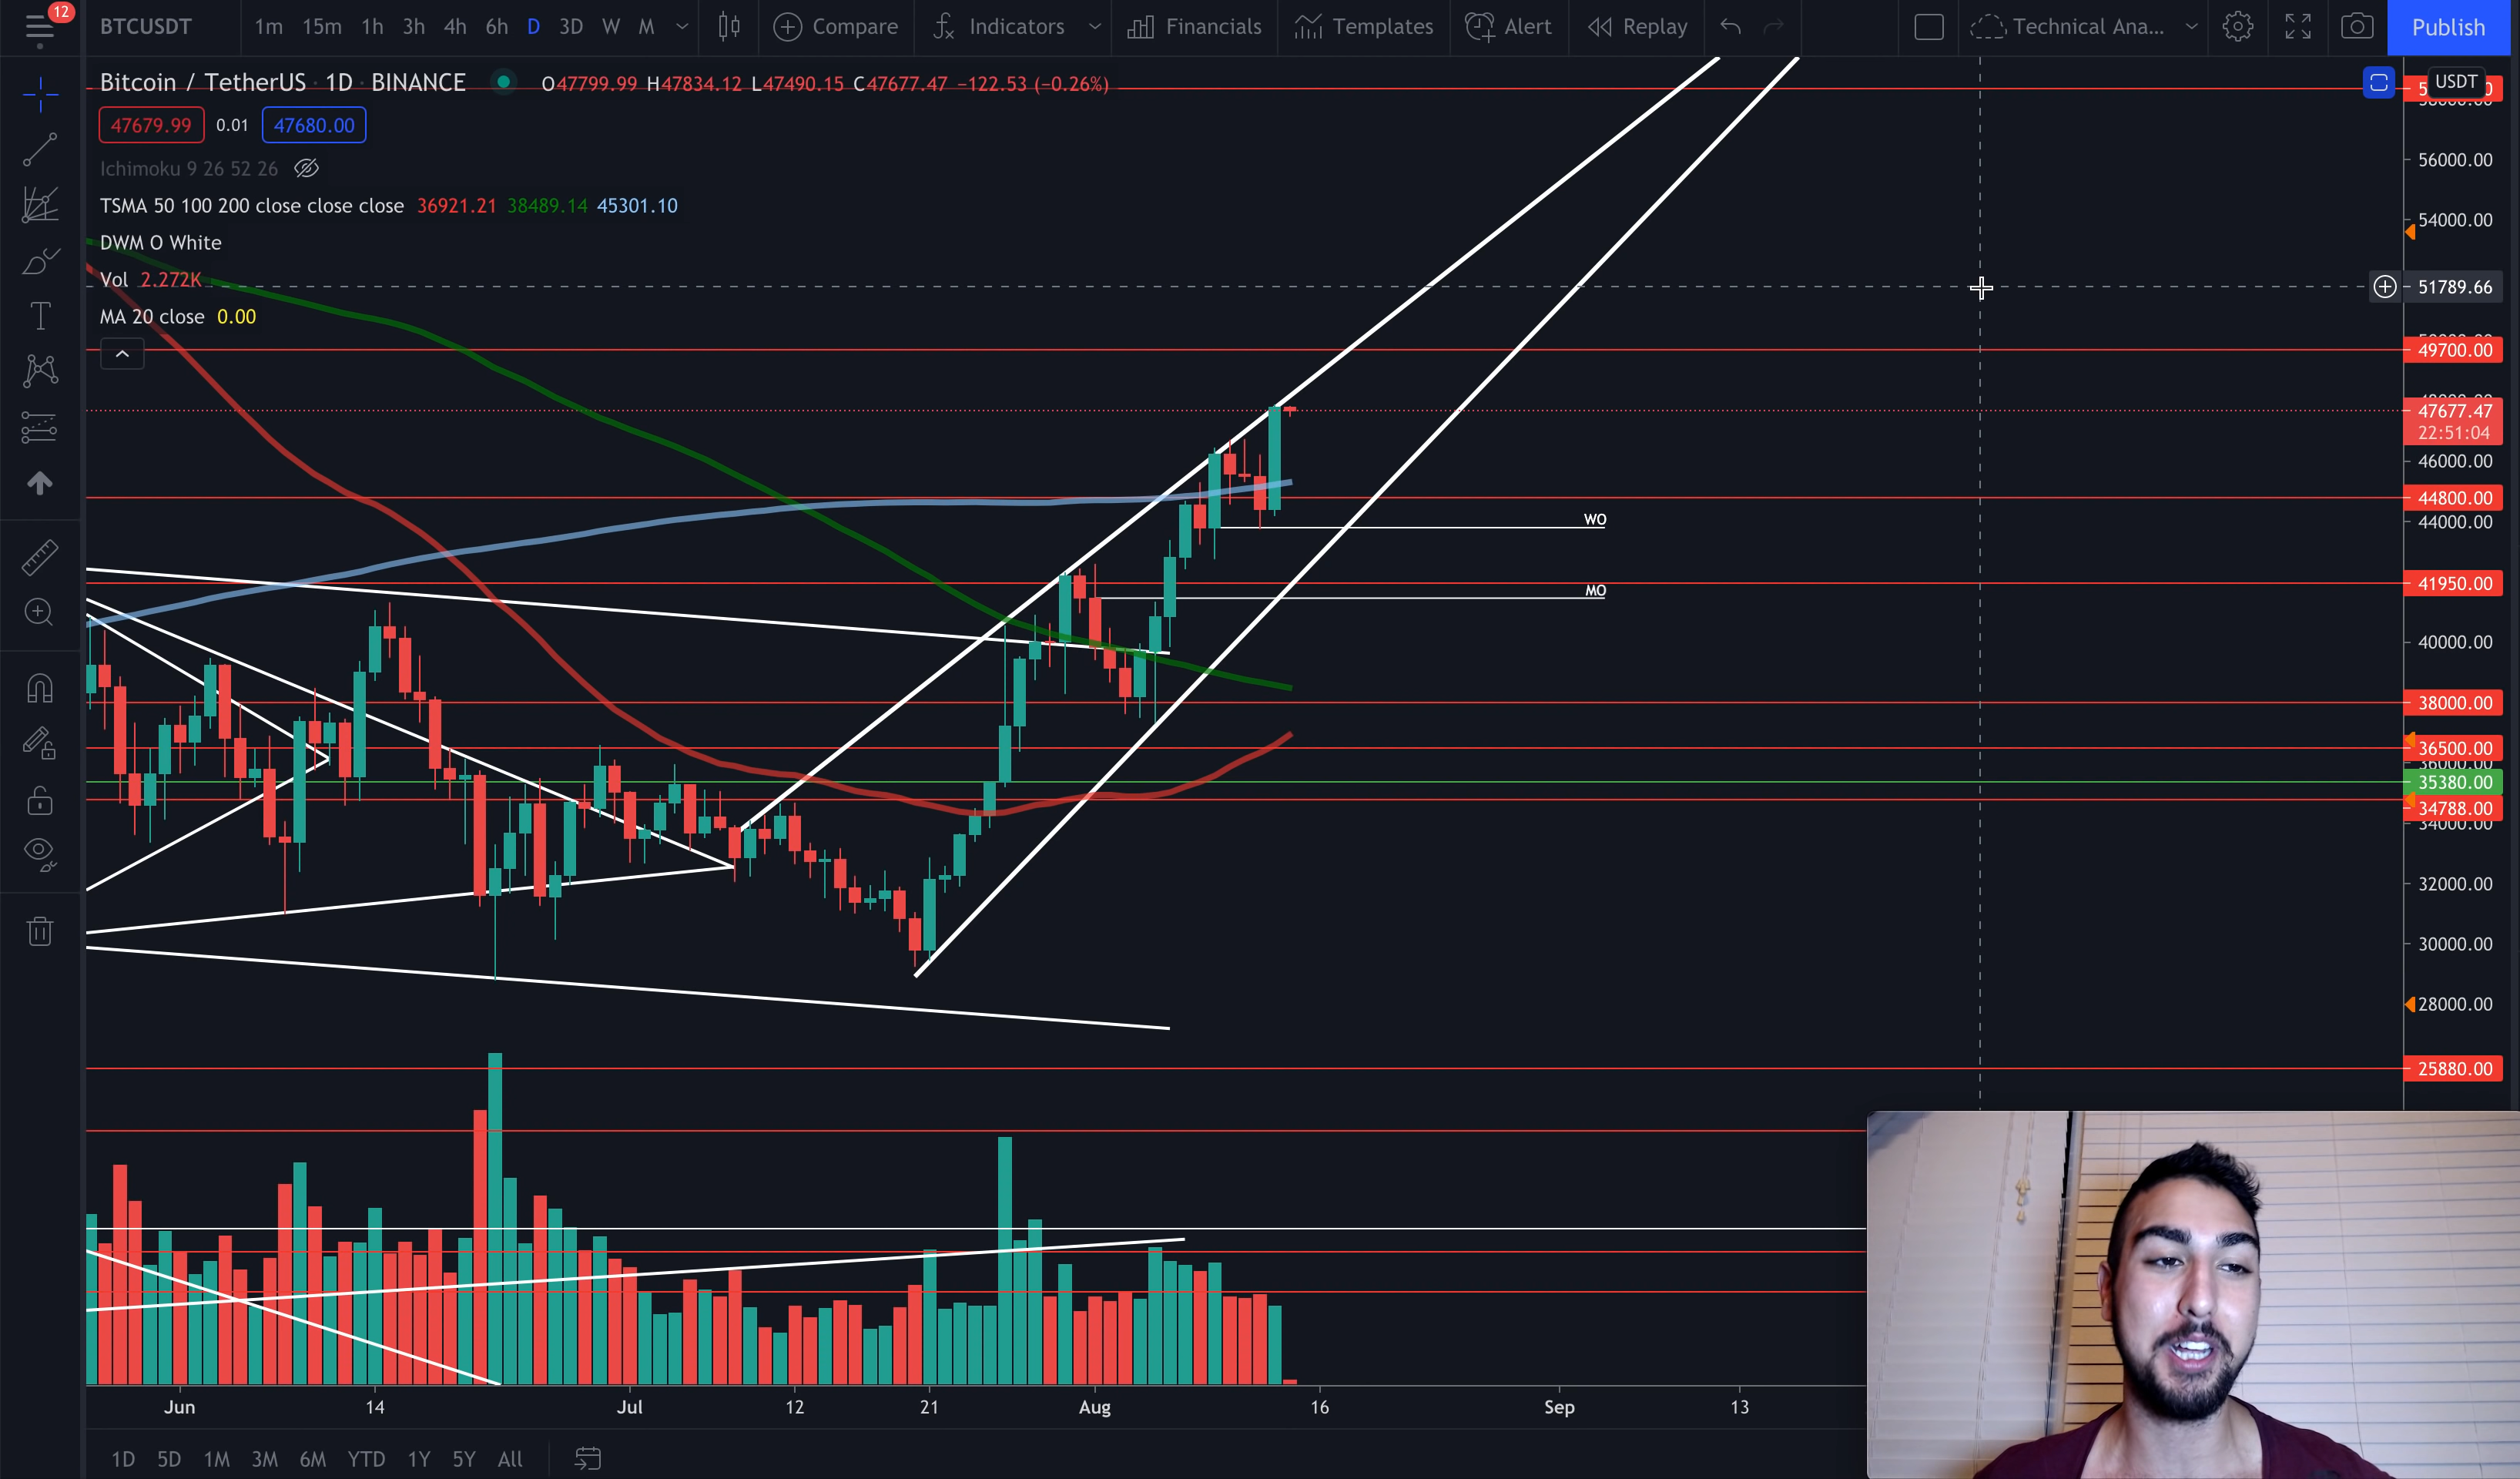 12
BTCUSDT 1m 15m 1h 3h 4h 6h D 3D W M Compare Indicators Financials Templates Alert Replay Technical Ana... Publish
Bitcoin / TetherUS · 1D · BINANCE O47799.99 H47834.12 L47490.15 C47677.47 −122.53 (−0.26%)
USDT
47679.99 0.01 47680.00
Ichimoku 9 26 52 26
TSMA 50 100 200 close close close 36921.21 38489.14 45301.10
DWM O White
Vol 2.272K
MA 20 close 0.00
56000.00
54000.00
51789.66
49700.00
47677.47
22:51:04
46000.00
44800.00
44000.00
WO
41950.00
MO
40000.00
38000.00
36500.00
36000.00
35380.00
34788.00
34000.00
32000.00
30000.00
28000.00
25880.00
Jun 14 Jul 12 21 Aug 16 Sep 13
1D 5D 1M 3M 6M YTD 1Y 5Y All